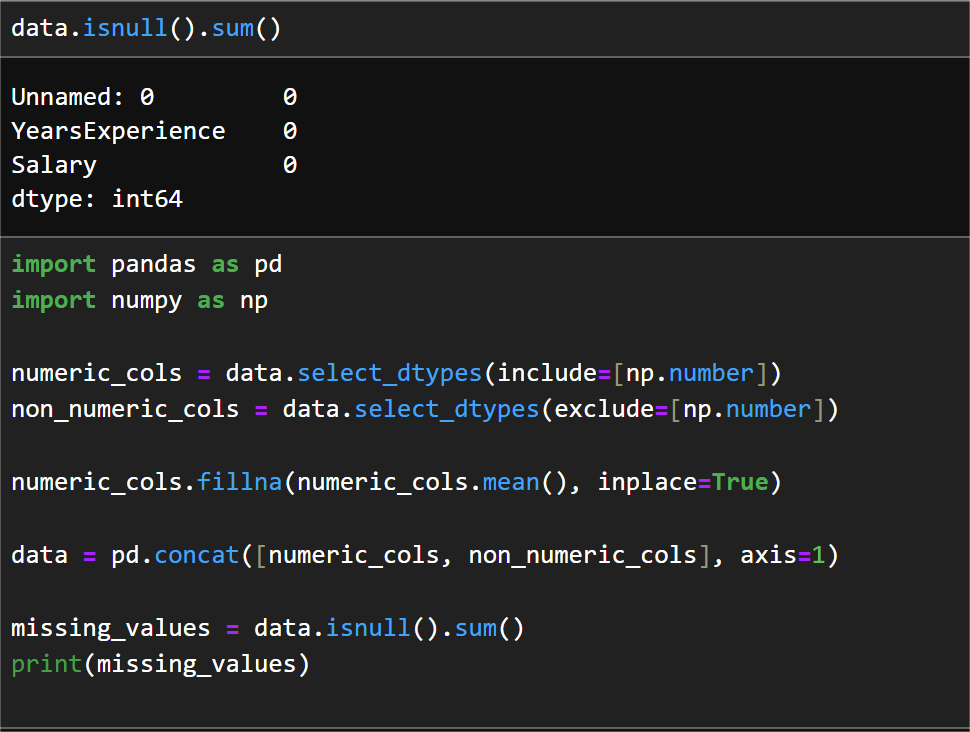 data.isnull().sum()
Unnamed: 0         0
YearsExperience    0
Salary             0
dtype: int64
import pandas as pd
import numpy as np
numeric_cols = data.select_dtypes(include=[np.number])
non_numeric_cols = data.select_dtypes(exclude=[np.number])
numeric_cols.fillna(numeric_cols.mean(), inplace=True)
data = pd.concat([numeric_cols, non_numeric_cols], axis=1)
missing_values = data.isnull().sum()
print(missing_values)